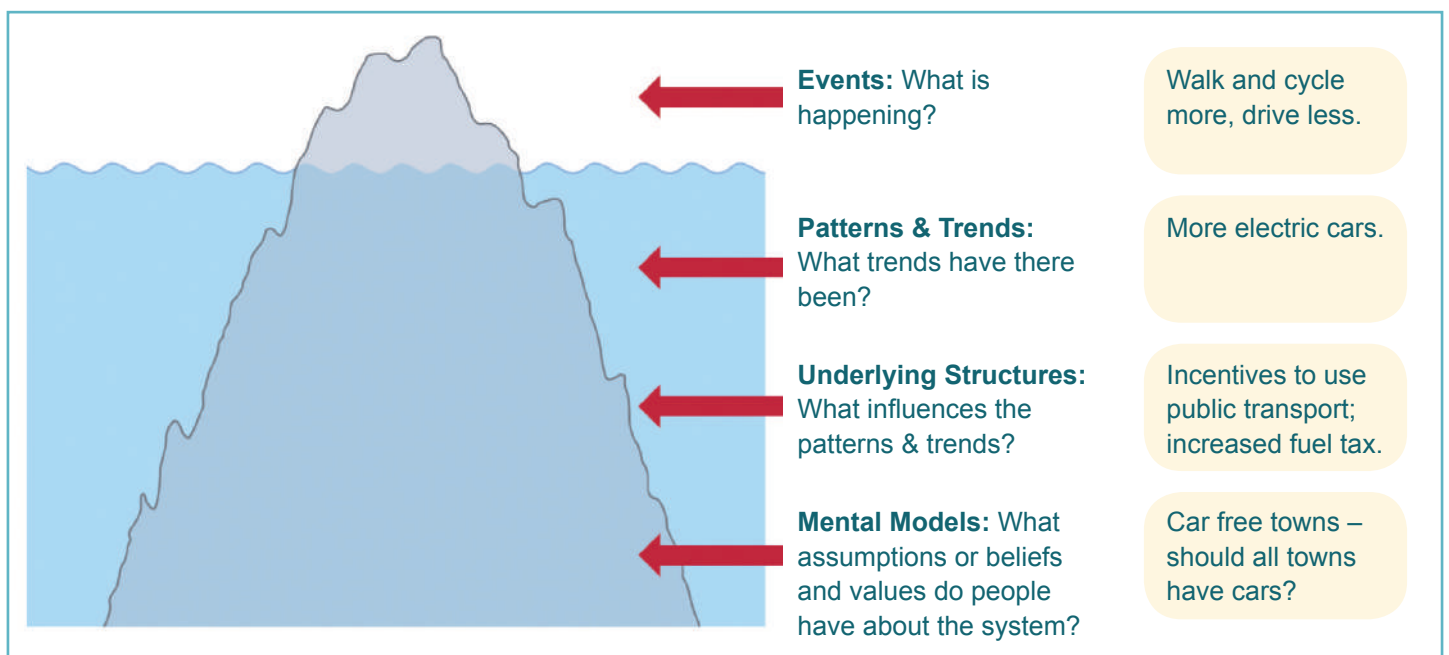 Events: What is
happening?
Walk and cycle
more, drive less.
Patterns & Trends:
What trends have there
been?
More electric cars.
Underlying Structures:
What influences the
patterns & trends?
Incentives to use
public transport;
increased fuel tax.
Mental Models: What
assumptions or beliefs
and values do people
have about the system?
Car free towns –
should all towns
have cars?